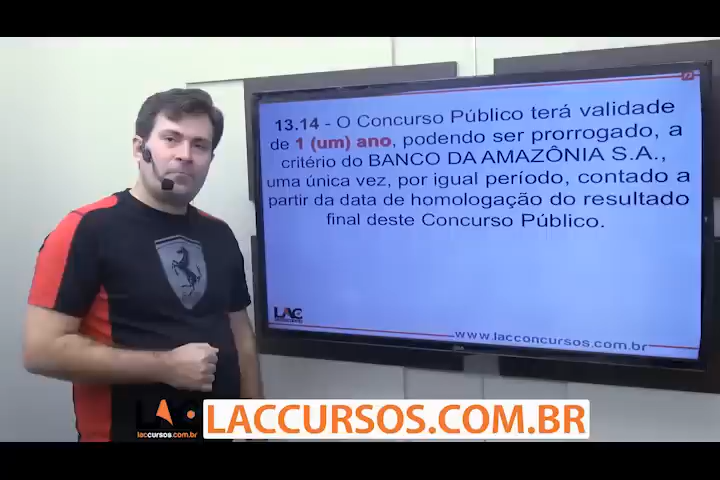 13.14 - O Concurso Público terá validade
de 1 (um) ano, podendo ser prorrogado, a
critério do BANCO DA AMAZÔNIA S.A.,
uma única vez, por igual período, contado a
partir da data de homologação do resultado
final deste Concurso Público.
LAC
www.lacconcursos.com.br
LAC
laccursos.com.br
LACCURSOS.COM.BR